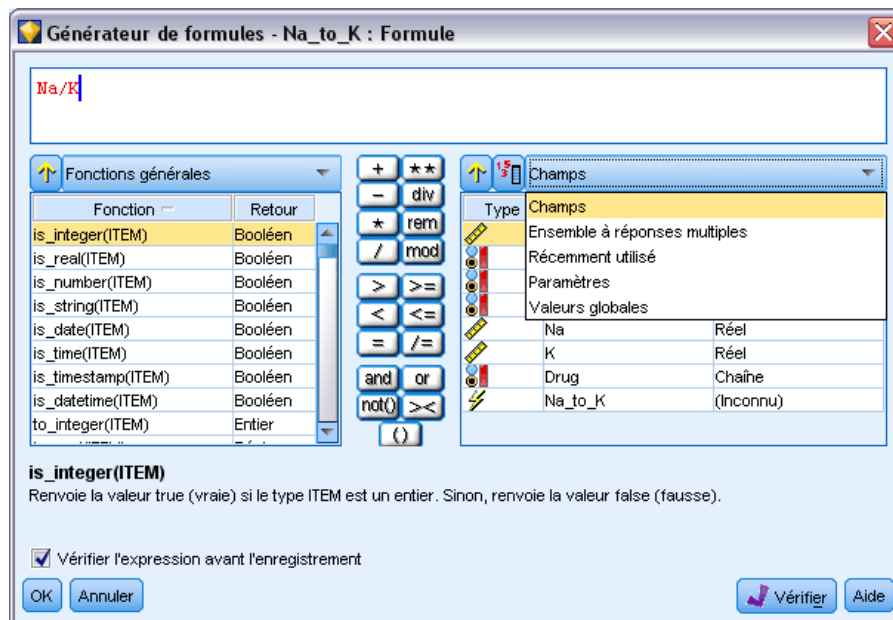 Générateur de formules - Na_to_K : Formule
Na/K
Fonctions générales
Fonction Retour
is_integer(ITEM) Booléen
is_real(ITEM) Booléen
is_number(ITEM) Booléen
is_string(ITEM) Booléen
is_date(ITEM) Booléen
is_time(ITEM) Booléen
is_timestamp(ITEM) Booléen
is_datetime(ITEM) Booléen
to_integer(ITEM) Entier
+ **
- div
* rem
/ mod
> >=
< <=
= /=
and or
not() ><
()
Champs
Type
Champs
Ensemble à réponses multiples
Récemment utilisé
Paramètres
Valeurs globales
Na Réel
K Réel
Drug Chaîne
Na_to_K (Inconnu)
is_integer(ITEM)
Renvoie la valeur true (vraie) si le type ITEM est un entier. Sinon, renvoie la valeur false (fausse).
Vérifier l'expression avant l'enregistrement
OK Annuler Vérifier Aide